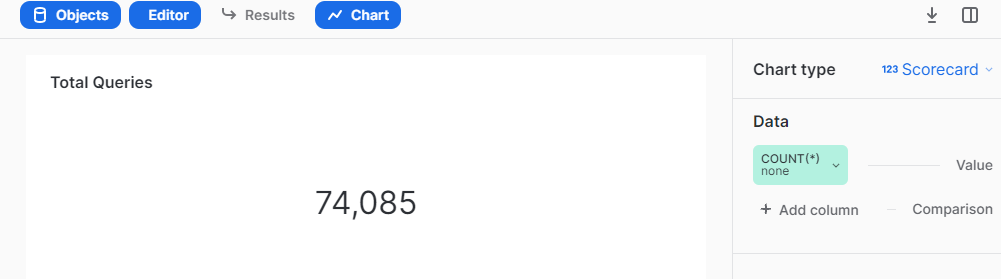 Objects
Editor
Results
Chart
Total Queries
74,085
Chart type
123 Scorecard
Data
COUNT(*)
none
Value
+ Add column
Comparison